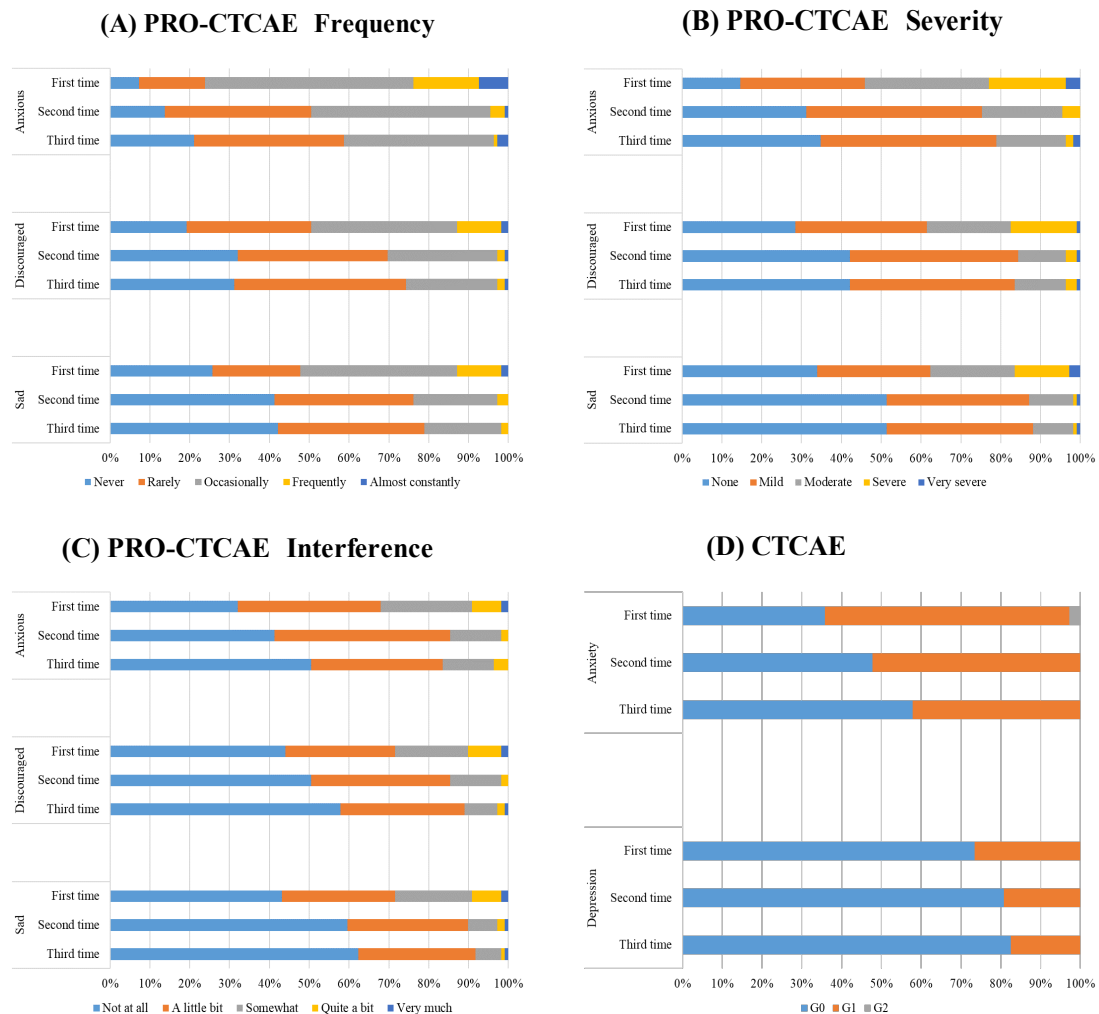 (A) PRO-CTCAE Frequency
Anxious
First time
Second time
Third time
Discouraged
First time
Second time
Third time
Sad
First time
Second time
Third time
0% 10% 20% 30% 40% 50% 60% 70% 80% 90% 100%
Never Rarely Occasionally Frequently Almost constantly
(B) PRO-CTCAE Severity
Anxious
First time
Second time
Third time
Discouraged
First time
Second time
Third time
Sad
First time
Second time
Third time
0% 10% 20% 30% 40% 50% 60% 70% 80% 90% 100%
None Mild Moderate Severe Very severe
(C) PRO-CTCAE Interference
Anxious
First time
Second time
Third time
Discouraged
First time
Second time
Third time
Sad
First time
Second time
Third time
0% 10% 20% 30% 40% 50% 60% 70% 80% 90% 100%
Not at all A little bit Somewhat Quite a bit Very much
(D) CTCAE
Anxiety
First time
Second time
Third time
Depression
First time
Second time
Third time
0% 10% 20% 30% 40% 50% 60% 70% 80% 90% 100%
G0 G1 G2